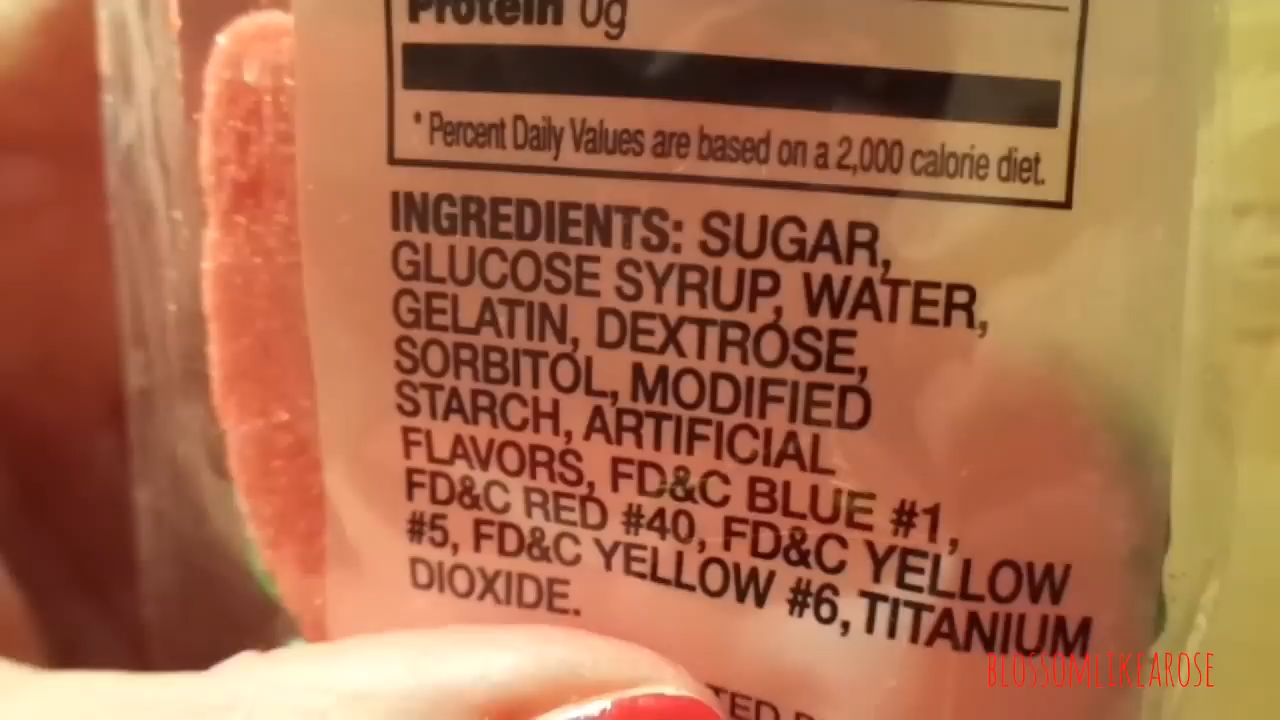 Protein 0g
* Percent Daily Values are based on a 2,000 calorie diet.
INGREDIENTS: SUGAR,
GLUCOSE SYRUP, WATER,
GELATIN, DEXTROSE,
SORBITOL, MODIFIED
STARCH, ARTIFICIAL
FLAVORS, FD&C BLUE #1,
FD&C RED #40, FD&C YELLOW
#5, FD&C YELLOW #6, TITANIUM
DIOXIDE.
BLOSSOMLIKEAROSE